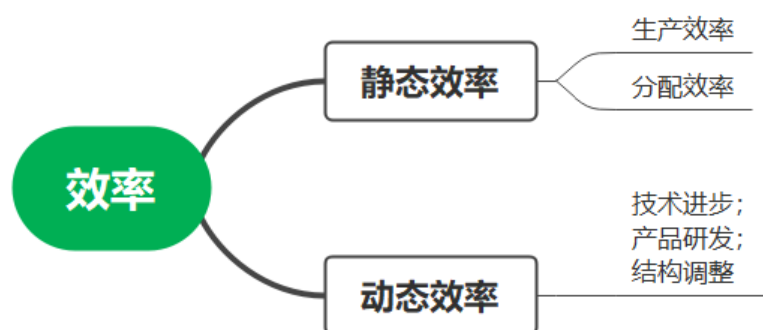 效率
静态效率
生产效率
分配效率
动态效率
技术进步；
产品研发；
结构调整